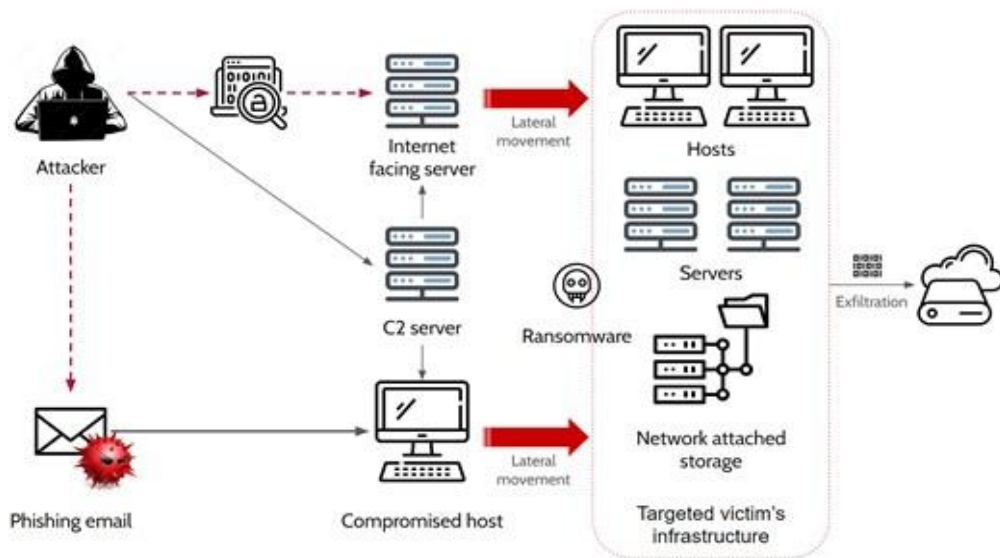 Attacker
Internet
facing server
Lateral
movement
Hosts
Servers
C2 server
Ransomware
Exfiltration
Network attached
storage
Phishing email
Compromised host
Lateral
movement
Targeted victim's
infrastructure